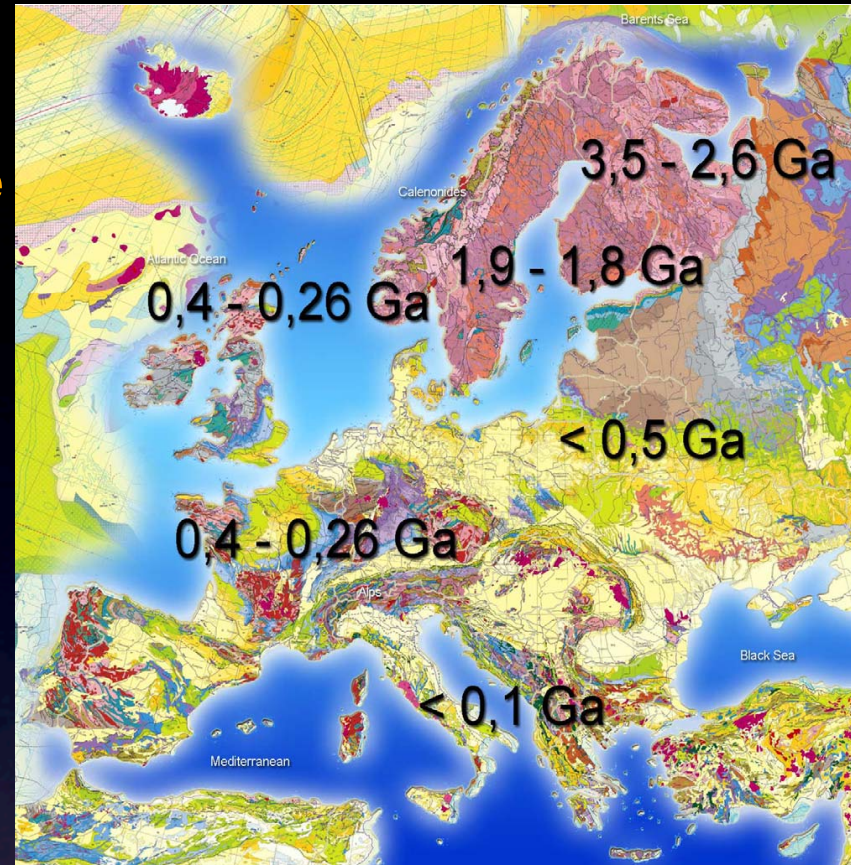 Barents Sea
3,5 - 2,6 Ga
e
Calenonides
1,9 - 1,8 Ga
Atlantic Ocean
0,4 - 0,26 Ga
< 0,5 Ga
0,4 - 0,26 Ga
Alps
Black Sea
< 0,1 Ga
Mediterranean